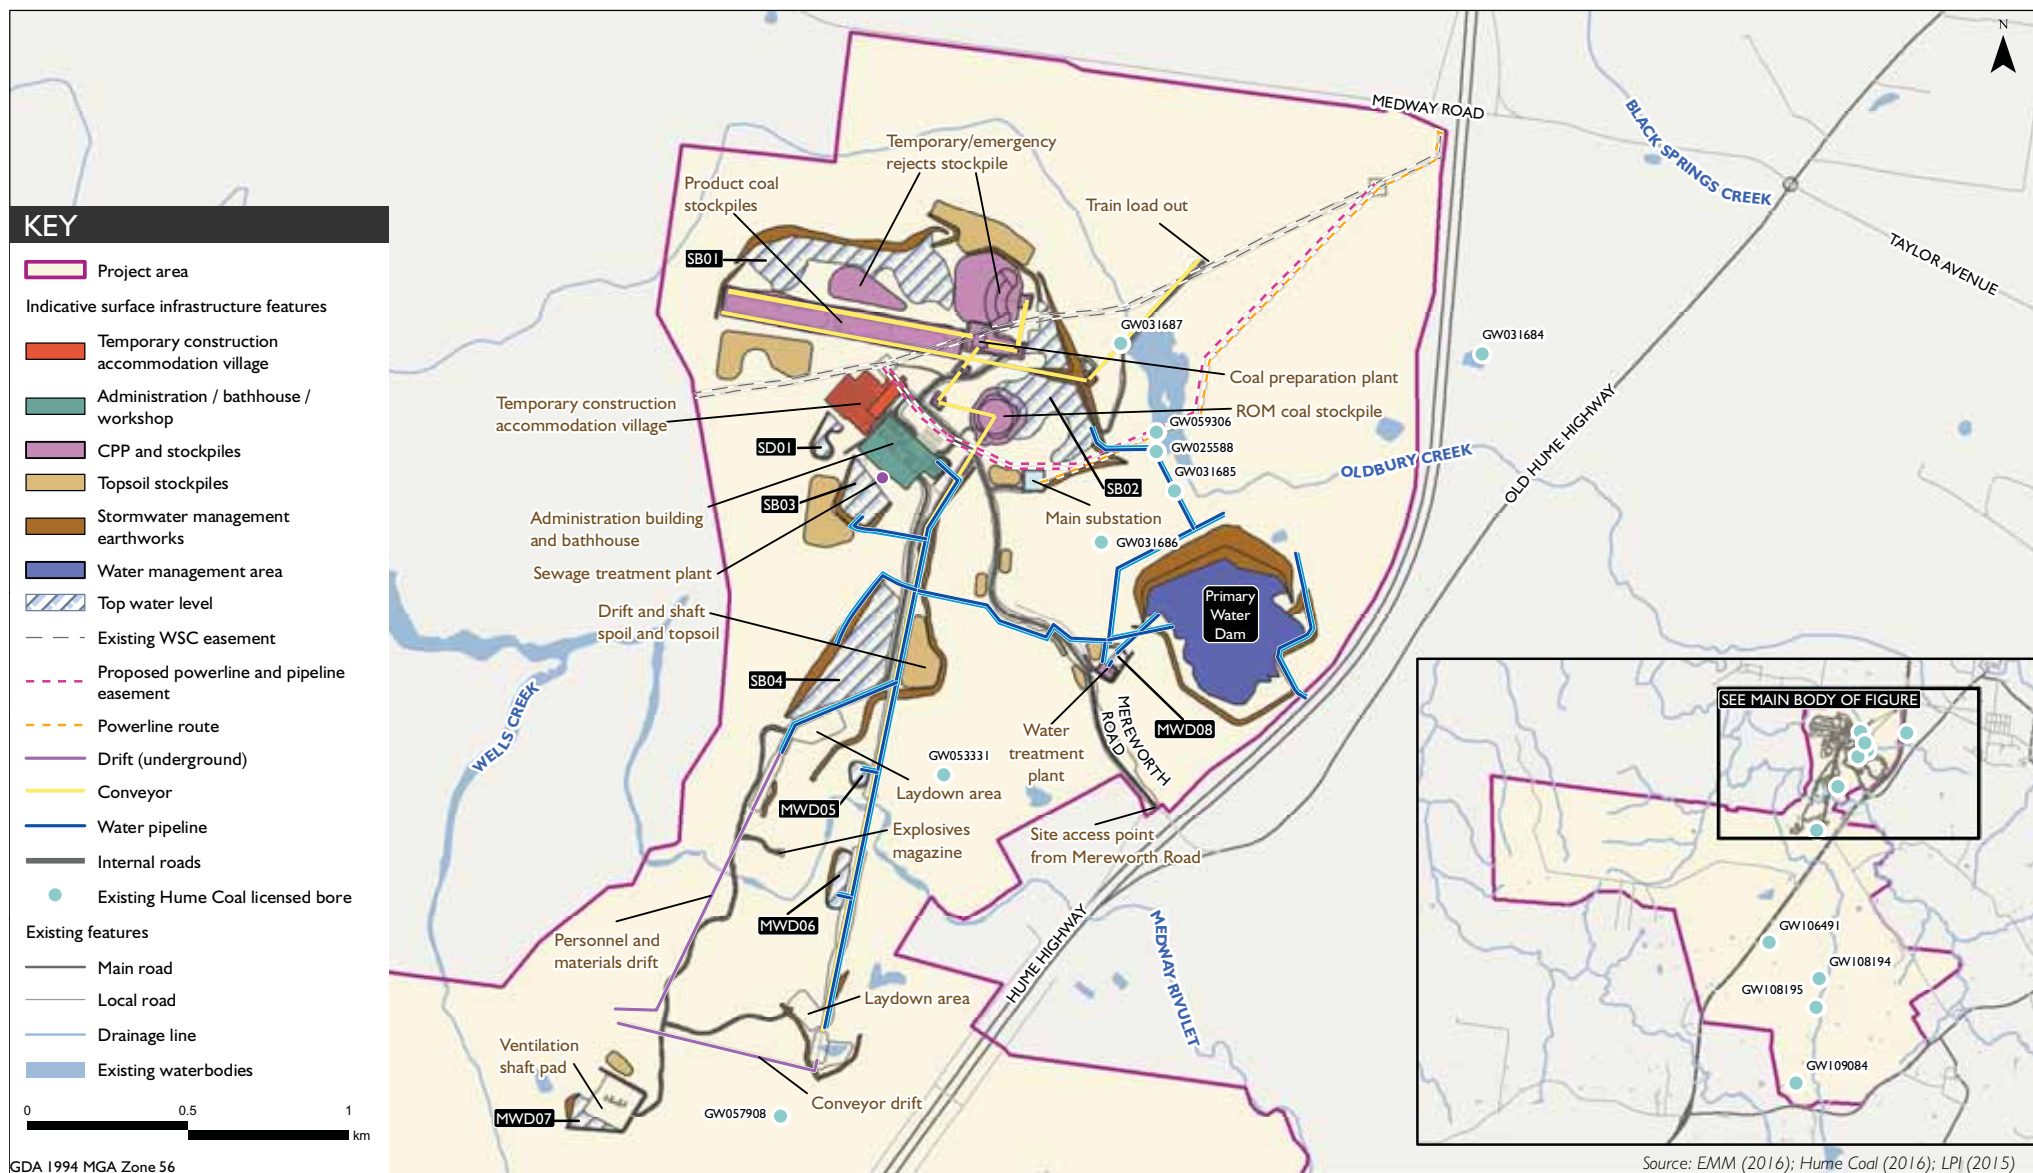 N
MEDWAY ROAD
BLACK SPRINGS CREEK
TAYLOR AVENUE
OLD HUME HIGHWAY
OLDBURY CREEK
Temporary/emergency
rejects stockpile
Product coal
stockpiles
Train load out
SB01
GW031687
GW031684
Coal preparation plant
ROM coal stockpile
Temporary construction
accommodation village
GW059306
GW025588
GW031685
SD01
SB02
SB03
Main substation
Administration building
and bathhouse
GW031686
Sewage treatment plant
Primary
Water
Dam
Drift and shaft
spoil and topsoil
SB04
WELLS CREEK
MEREWORTH
ROAD
MWD08
Water
treatment
plant
GW053331
Laydown area
MWD05
Explosives
magazine
Site access point
from Mereworth Road
MWD06
Personnel and
materials drift
HUME HIGHWAY
MEDWAY RIVULET
Laydown area
Ventilation
shaft pad
Conveyor drift
MWD07
GW057908
KEY
Project area
Indicative surface infrastructure features
Temporary construction
accommodation village
Administration / bathhouse /
workshop
CPP and stockpiles
Topsoil stockpiles
Stormwater management
earthworks
Water management area
Top water level
Existing WSC easement
Proposed powerline and pipeline
easement
Powerline route
Drift (underground)
Conveyor
Water pipeline
Internal roads
Existing Hume Coal licensed bore
Existing features
Main road
Local road
Drainage line
Existing waterbodies
0 0.5 1
km
GDA 1994 MGA Zone 56
SEE MAIN BODY OF FIGURE
GW106491
GW108194
GW108195
GW109084
Source: EMM (2016); Hume Coal (2016); LPI (2015)